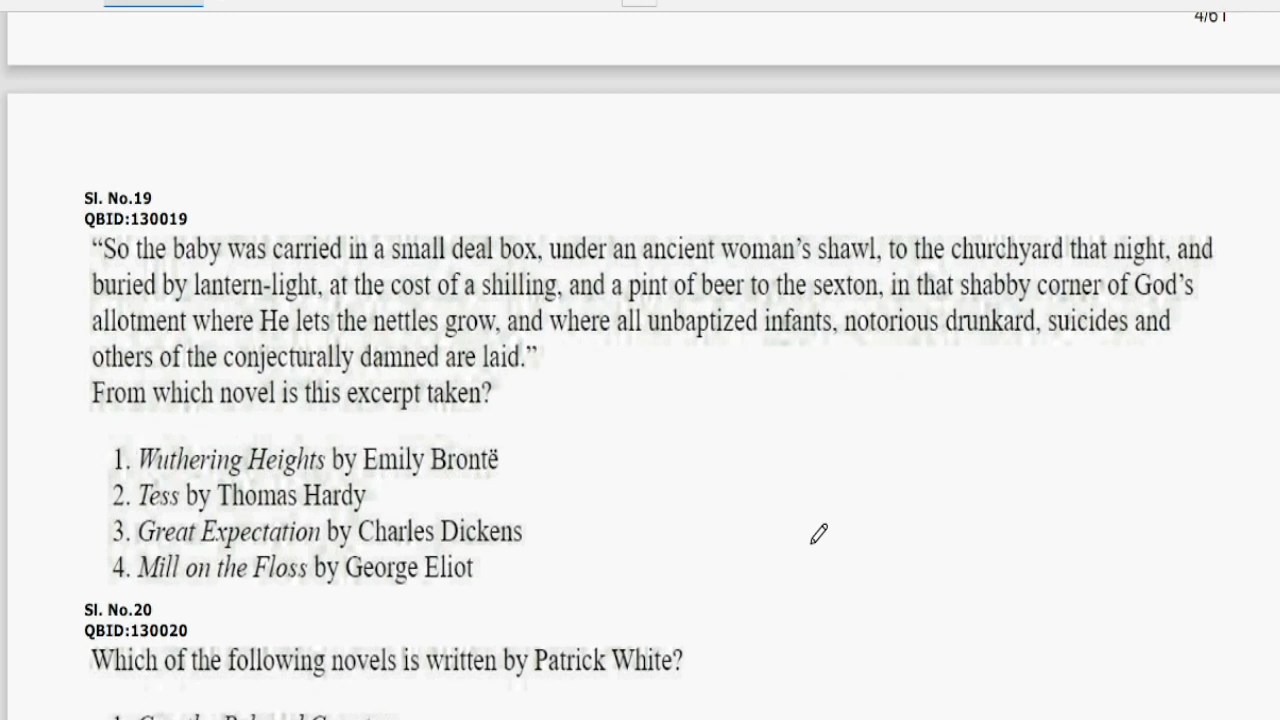 4/61
Sl. No.19
QBID:130019
“So the baby was carried in a small deal box, under an ancient woman’s shawl, to the churchyard that night, and
buried by lantern-light, at the cost of a shilling, and a pint of beer to the sexton, in that shabby corner of God’s
allotment where He lets the nettles grow, and where all unbaptized infants, notorious drunkard, suicides and
others of the conjecturally damned are laid.”
From which novel is this excerpt taken?
1. Wuthering Heights by Emily Brontë
2. Tess by Thomas Hardy
3. Great Expectation by Charles Dickens
4. Mill on the Floss by George Eliot
Sl. No.20
QBID:130020
Which of the following novels is written by Patrick White?